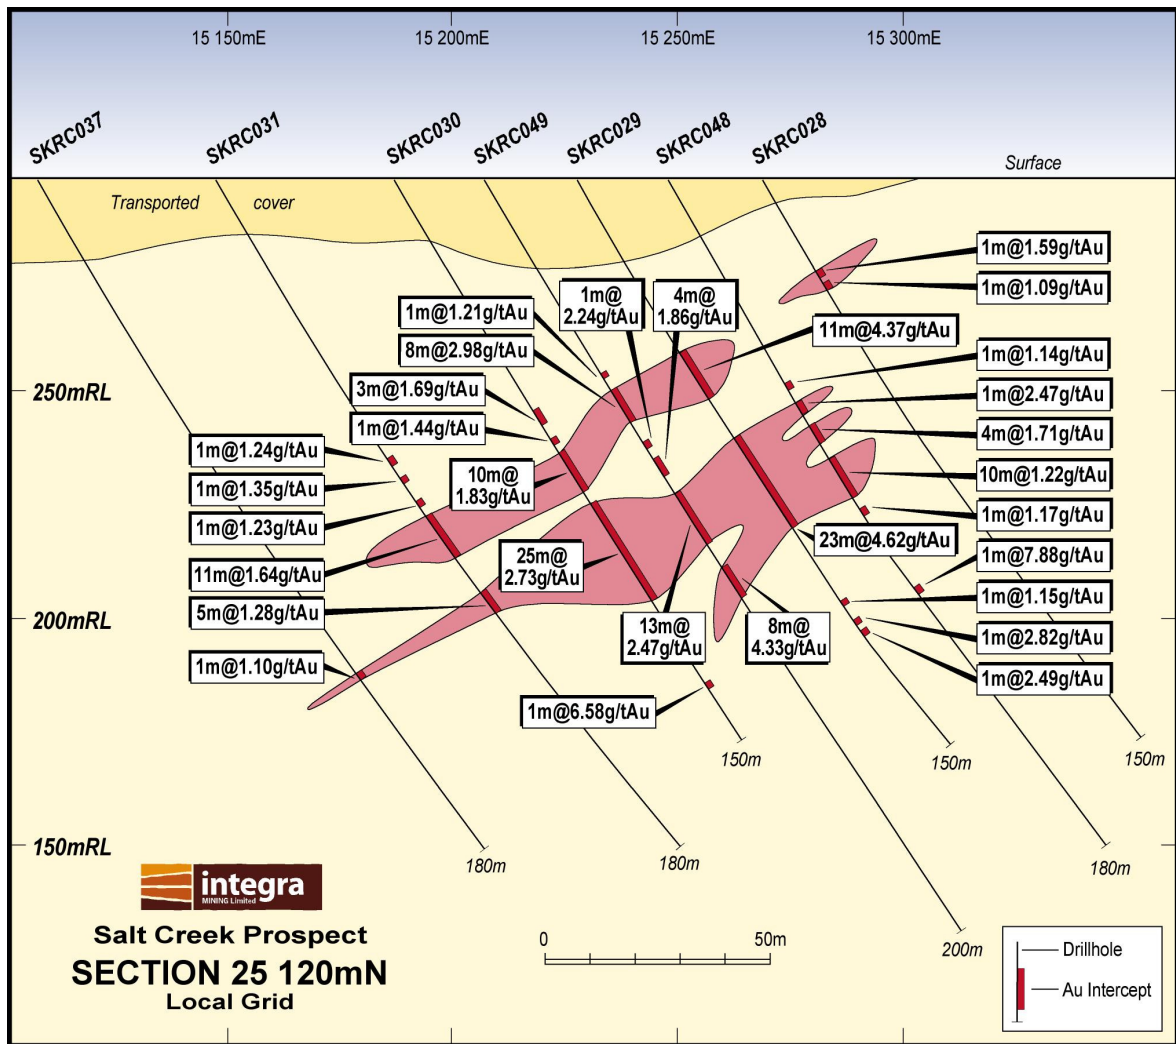 15 150mE
15 200mE
15 250mE
15 300mE
SKRC037
SKRC031
SKRC030
SKRC049
SKRC029
SKRC048
SKRC028
Surface
Transported cover
1m@1.59g/tAu
1m@1.09g/tAu
1m@1.21g/tAu
1m@
2.24g/tAu
4m@
1.86g/tAu
11m@4.37g/tAu
8m@2.98g/tAu
1m@1.14g/tAu
250mRL
3m@1.69g/tAu
1m@2.47g/tAu
1m@1.44g/tAu
4m@1.71g/tAu
1m@1.24g/tAu
10m@
1.83g/tAu
10m@1.22g/tAu
1m@1.35g/tAu
1m@1.23g/tAu
1m@1.17g/tAu
25m@
2.73g/tAu
23m@4.62g/tAu
1m@7.88g/tAu
11m@1.64g/tAu
1m@1.15g/tAu
5m@1.28g/tAu
200mRL
13m@
2.47g/tAu
8m@
4.33g/tAu
1m@2.82g/tAu
1m@1.10g/tAu
1m@2.49g/tAu
1m@6.58g/tAu
150m
150m
150m
150mRL
180m
180m
180m
200m
integra
MINING Limited
Salt Creek Prospect
SECTION 25 120mN
Local Grid
0
50m
Drillhole
Au Intercept